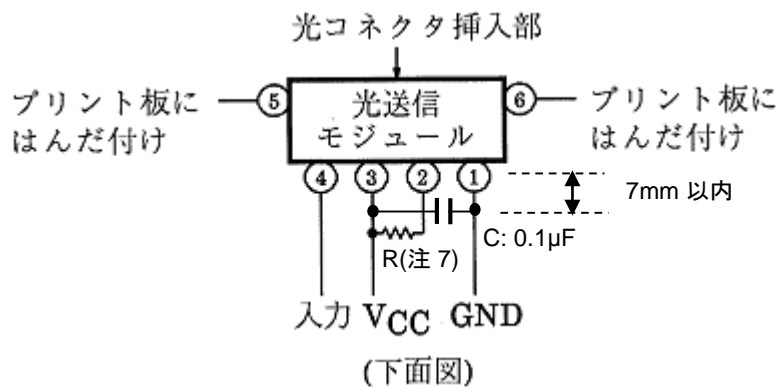 光コネクタ挿入部
プリント板に
はんだ付け
⑤
光送信
モジュール
⑥
プリント板に
はんだ付け
④ ③ ② ①
7mm 以内
C: 0.1µF
R(注 7)
入力 VCC GND
(下面図)